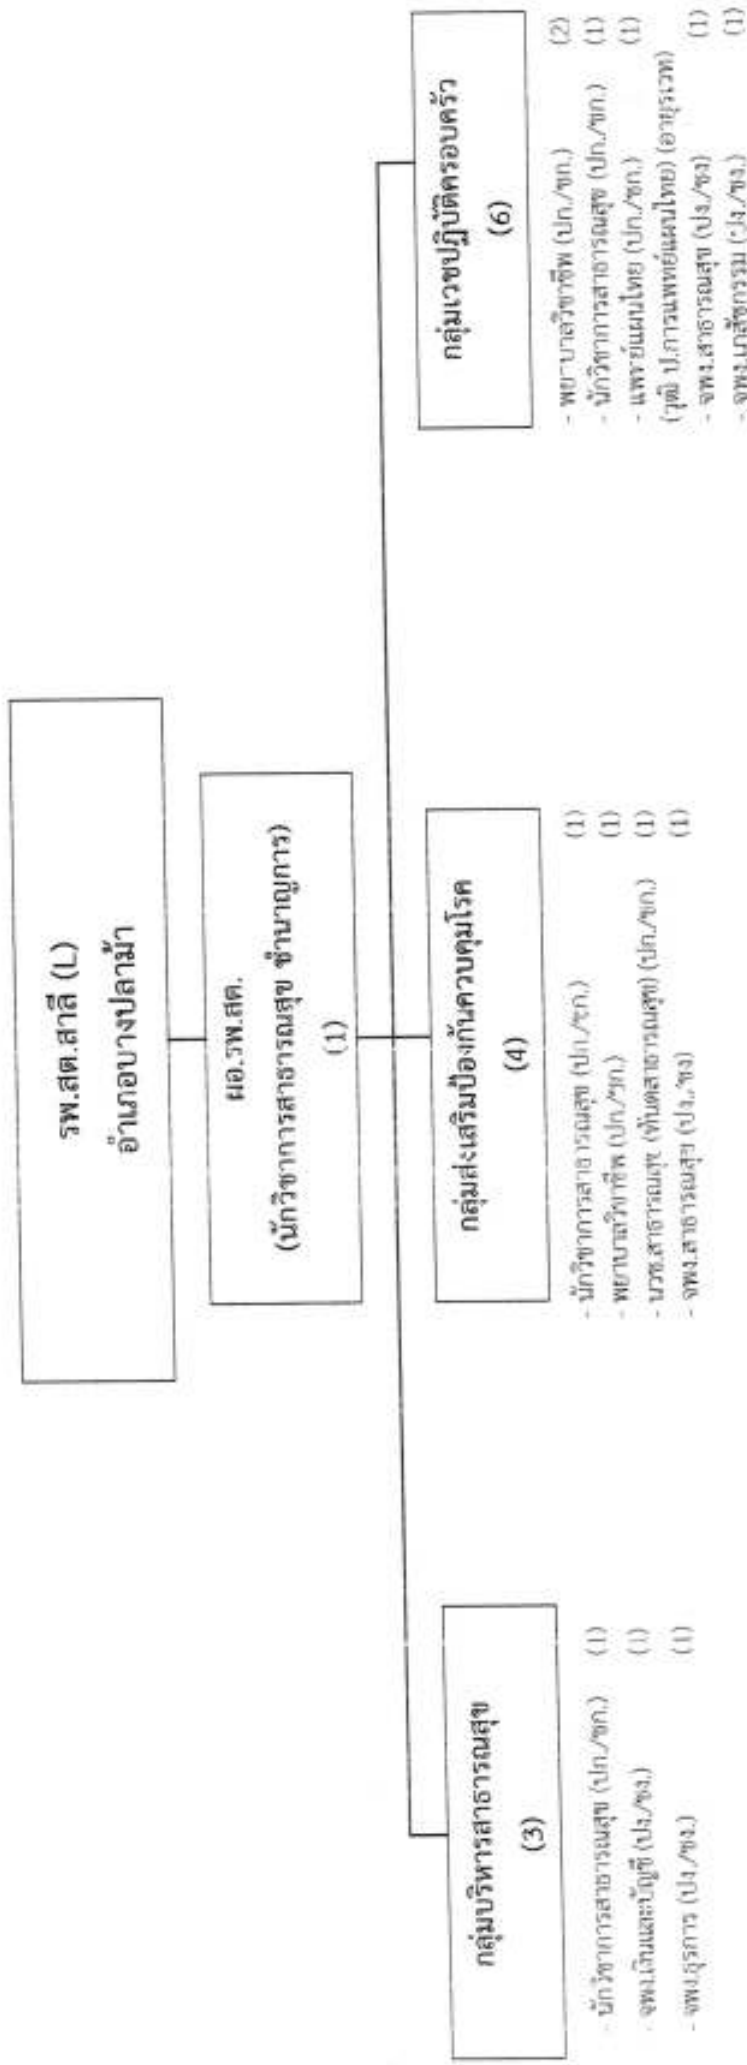 รพ.สต.สาลี (L)
อำเภอบางปลาม้า
ผอ.รพ.สต.
(นักวิชาการสาธารณสุข ชำนาญการ)
(1)
กลุ่มบริหารสาธารณสุข
(3)
- นักวิชาการสาธารณสุข (ปก./ชก.) (1)
- จพง.เงินและบัญชี (ปง./ชง.) (1)
- จพง.ธุรการ (ปง./ชง.) (1)
กลุ่มส่งเสริมป้องกันควบคุมโรค
(4)
- นักวิชาการสาธารณสุข (ปก./ชก.) (1)
- พยาบาลวิชาชีพ (ปก./ชก.) (1)
- นวช.สาธารณสุข (ทันตสาธารณสุข) (ปก./ชก.) (1)
- จพง.สาธารณสุข (ปง./ชง) (1)
กลุ่มเวชปฏิบัติครอบครัว
(6)
- พยาบาลวิชาชีพ (ปก./ชก.) (2)
- นักวิชาการสาธารณสุข (ปก./ชก.) (1)
- แพทย์แผนไทย (ปก./ชก.) (1)
(วุฒิ ป.การแพทย์แผนไทย) (อายุรเวท)
- จพง.สาธารณสุข (ปง./ชง) (1)
- จพง.เภสัชกรรม (ปง./ชง.) (1)